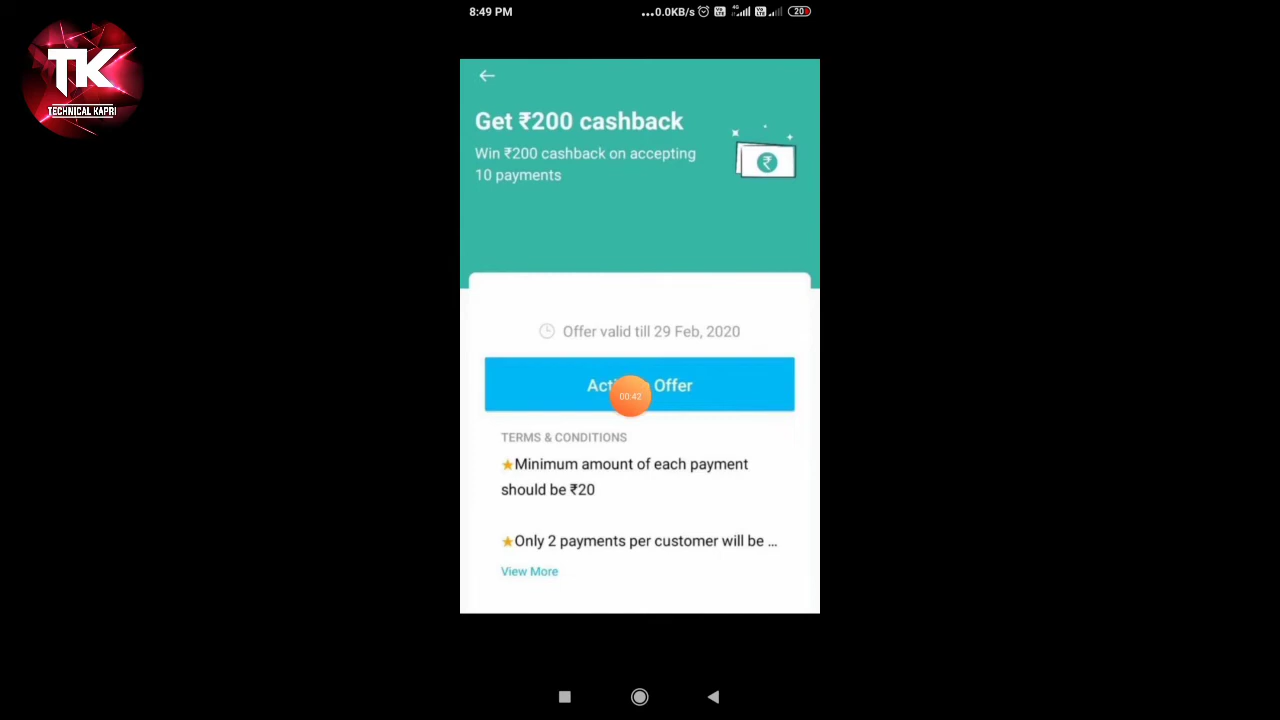 8:49 PM
...0.0KB/s
4G
20
TK
TECHNICAL KAPRI
Get ₹200 cashback
Win ₹200 cashback on accepting
10 payments
₹
Offer valid till 29 Feb, 2020
Offer
00:42
TERMS & CONDITIONS
★Minimum amount of each payment
should be ₹20
★Only 2 payments per customer will be ...
View More